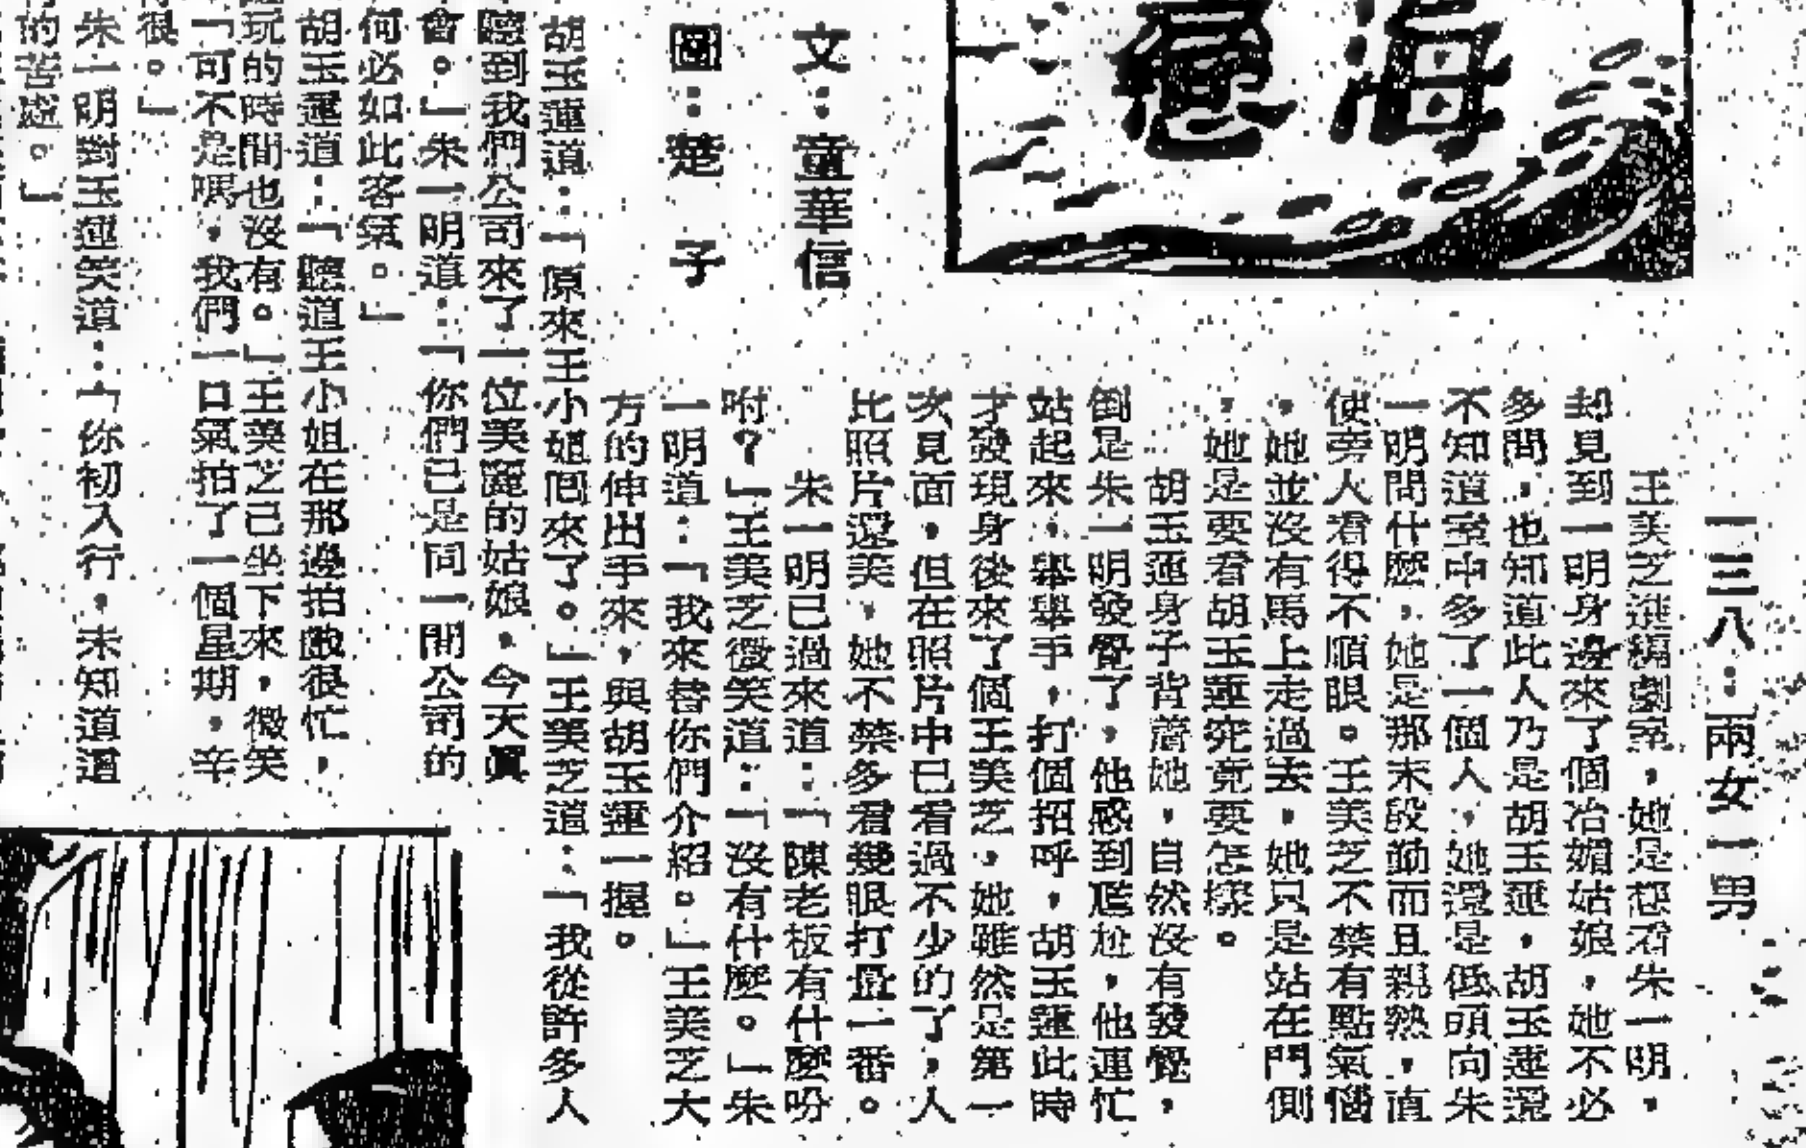 海
文：童華信
圖：楚　子
一三八：兩女一男
王美芝進編劇室，她是想看朱一明，
却見到一明身邊來了個冶媚姑娘，她不必
多問，也知道此人乃是胡玉蓮，胡玉蓮還
不知道室中多了一個人，她還是低頭向朱
一明問什麽，她是那末段勤而且親熱，直
使旁人看得不順眼。王美芝不禁有點氣惱
，她並沒有馬上走過去，她只是站在門側
，她是要看胡玉蓮究竟要怎樣。
胡玉蓮身子背着她，自然沒有發覺，
倒是朱一明發覺了，他感到尷尬，他連忙
站起來，舉舉手，打個招呼，胡玉蓮此時
才發現身後來了個王美芝，她雖然是第一
次見面，但在照片中已看過不少的了，人
比照片還美，她不禁多看幾眼打量一番。
朱一明已過來道：「陳老板有什麽吩
咐？」王美芝微笑道：「沒有什麽。」朱
一明道：「我來替你們介紹。」王美芝大
方的伸出手來，與胡玉蓮一握。
胡玉蓮道：「原來王小姐回來了。」王美芝道：「我從許多人
聽到我們公司來了一位美麗的姑娘，今天真
會。」朱一明道：「你們已是同一間公司的
何必如此客氣。」
胡玉蓮道：「聽道王小姐在那邊拍戲很忙，
玩的時間也沒有。」王美芝己坐下來，微笑
「可不是嗎，我們一口氣拍了一個星期，辛
得很。」
朱一明對玉蓮笑道：「你初入行，未知道這
的苦處。」